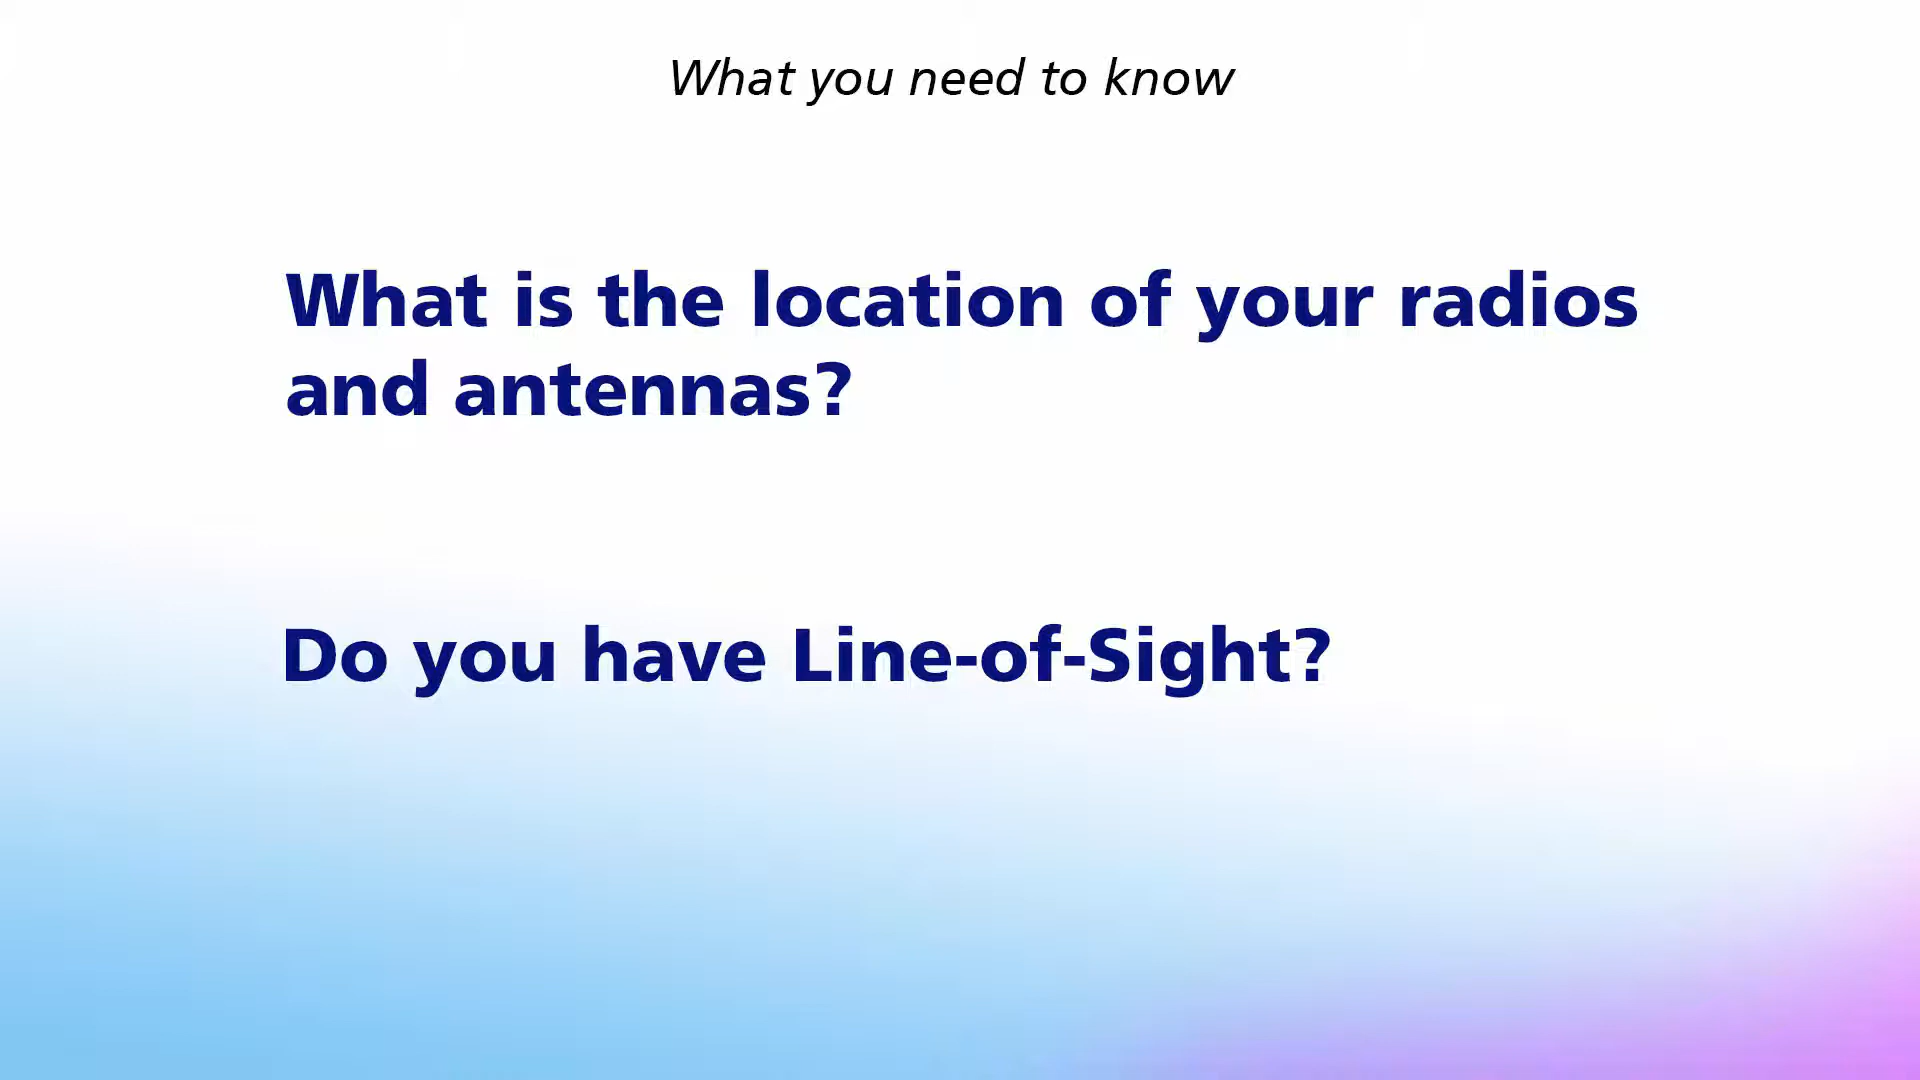 What you need to know
What is the location of your radios
and antennas?
Do you have Line-of-Sight?